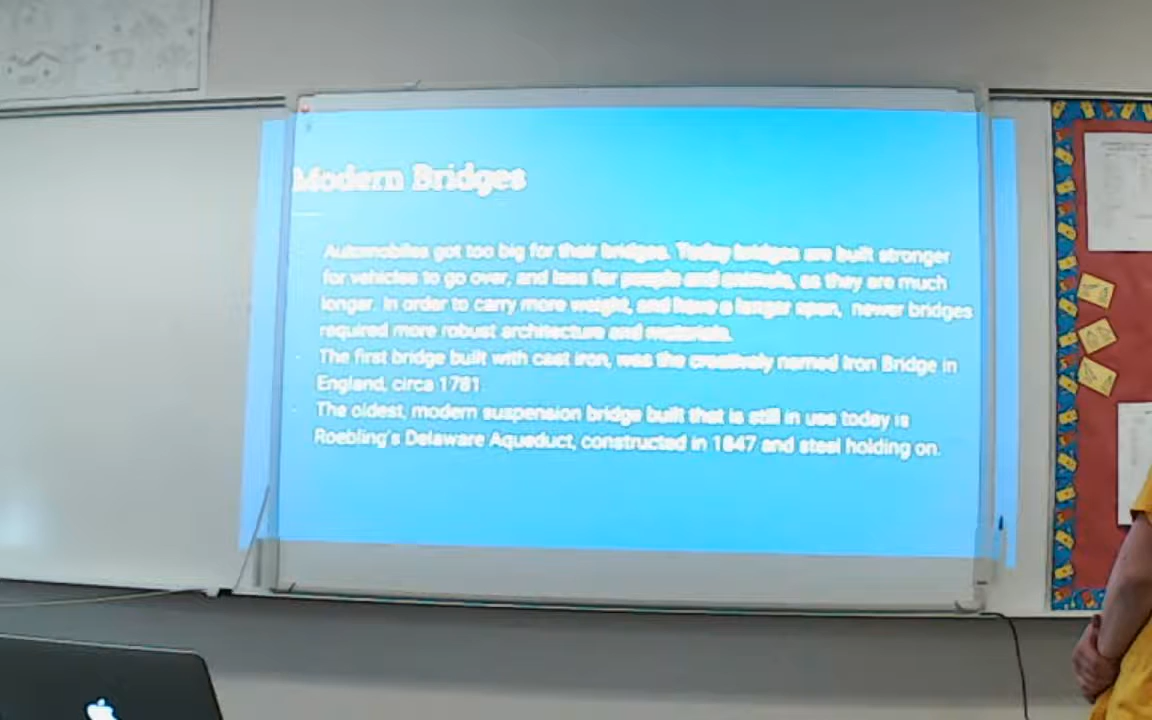 Modern Bridges
Automobiles got too big for their bridges. Today bridges are built stronger
for vehicles to go over, and less for people and animals, as they are much
longer. In order to carry more weight, and have a longer span, newer bridges
required more robust architecture and materials.
The first bridge built with cast iron, was the creatively named Iron Bridge in
England, circa 1781
The oldest, modern suspension bridge built that is still in use today is
Roebling's Delaware Aqueduct, constructed in 1847 and steel holding on.